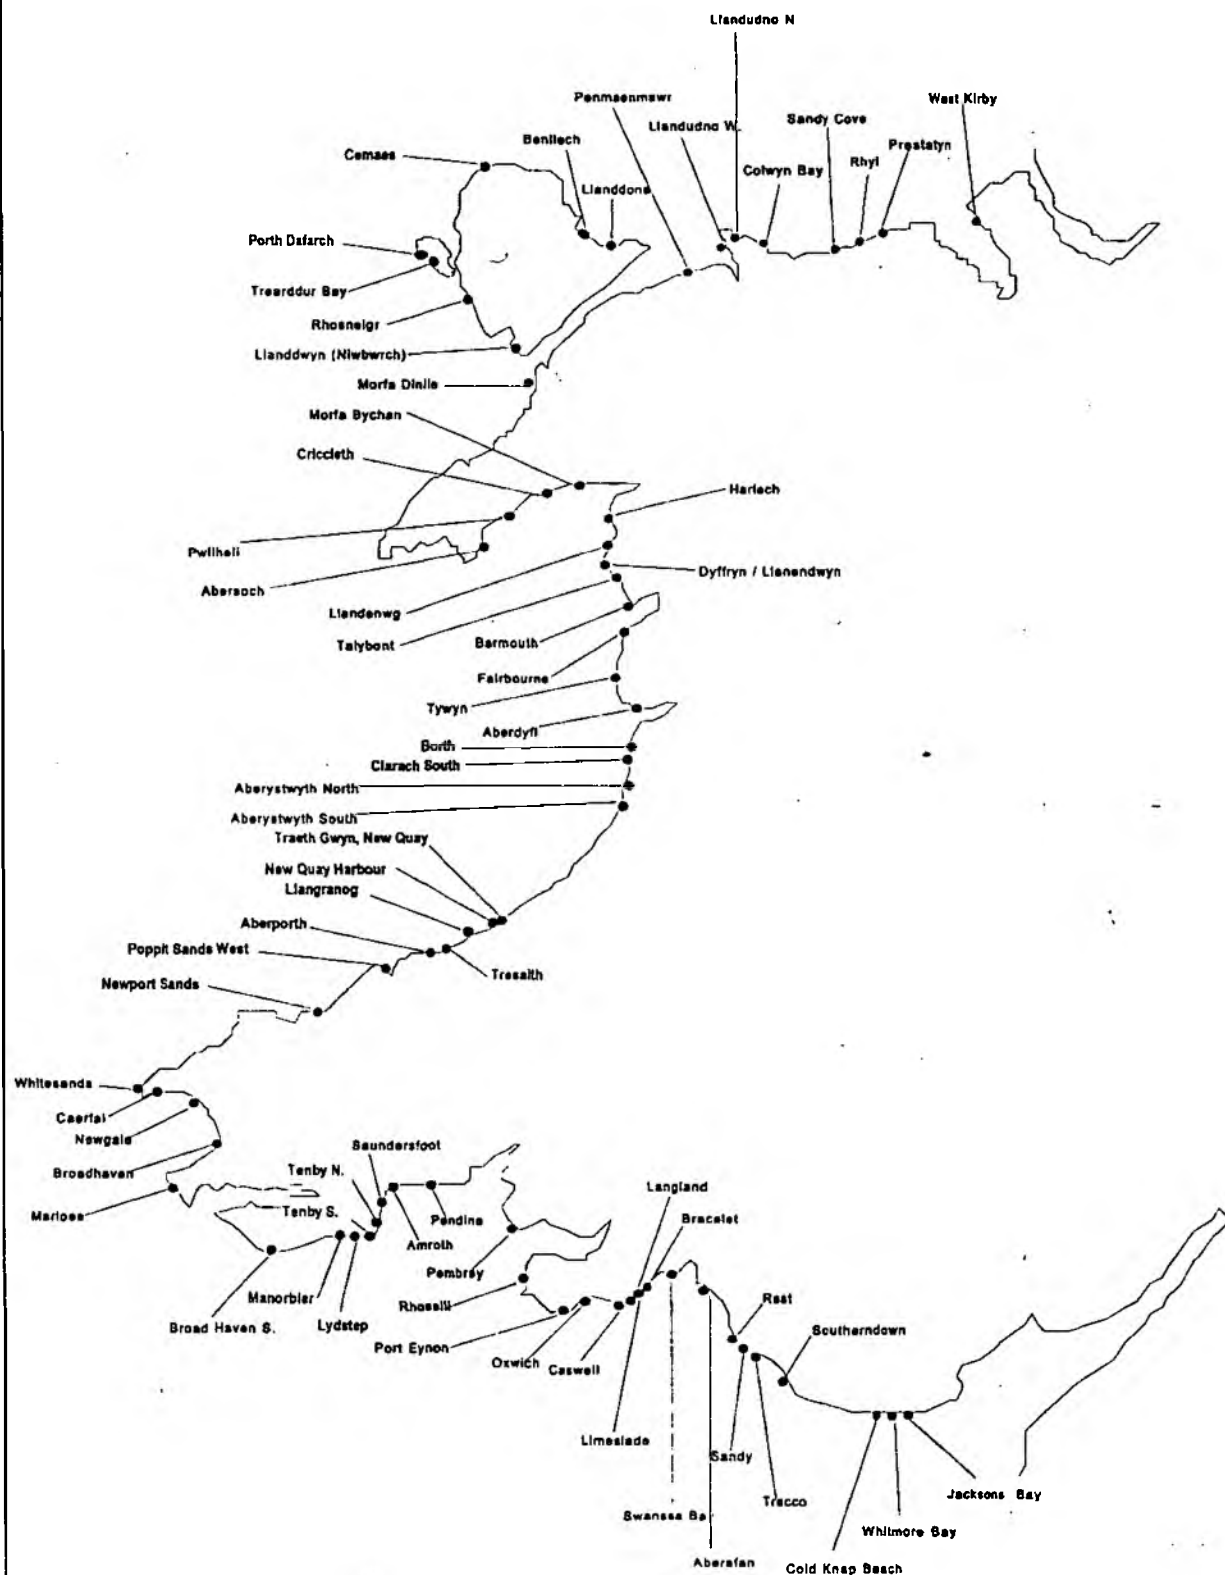 Llandudno N
Penmaenmawr
Llandudno W.
Sandy Cove
West Kirby
Benllech
Prestatyn
Cemaes
Rhyl
Colwyn Bay
Llanddona
Porth Dafarch
Trearddur Bay
Rhosneigr
Llanddwyn (Niwbwrch)
Morfa Dinlle
Morfa Bychan
Criccieth
Harlech
Pwllheli
Abersoch
Dyffryn / Llanendwyn
Llandanwg
Talybont
Barmouth
Fairbourne
Tywyn
Aberdyfi
Borth
Clarach South
Aberystwyth North
Aberystwyth South
Traeth Gwyn, New Quay
New Quay Harbour
Llangranog
Aberporth
Poppit Sands West
Tresaith
Newport Sands
Whitesands
Caerfai
Newgale
Broadhaven
Marloes
Saundersfoot
Tenby N.
Tenby S.
Pendine
Amroth
Langland
Bracelet
Pembrey
Manorbier
Rhossili
Lydstep
Broad Haven S.
Port Eynon
Oxwich
Caswell
Rest
Southerndown
Limeslade
Sandy
Trecco
Swansea Ba
Jacksons Bay
Whitmore Bay
Aberafan
Cold Knap Beach